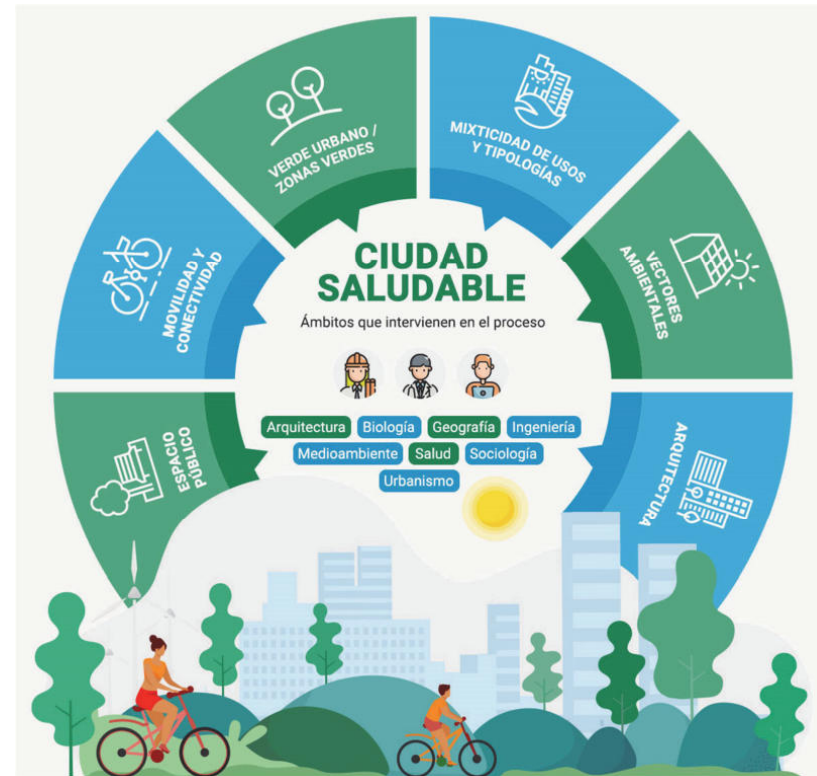 CIUDAD
SALUDABLE
Ámbitos que intervienen en el proceso
Arquitectura Biología Geografía Ingeniería
Medioambiente Salud Sociología
Urbanismo
ESPACIO
PÚBLICO
MOVILIDAD Y
CONECTIVIDAD
VERDE URBANO /
ZONAS VERDES
MIXTICIDAD DE USOS
Y TIPOLOGÍAS
VECTORES
AMBIENTALES
ARQUITECTURA